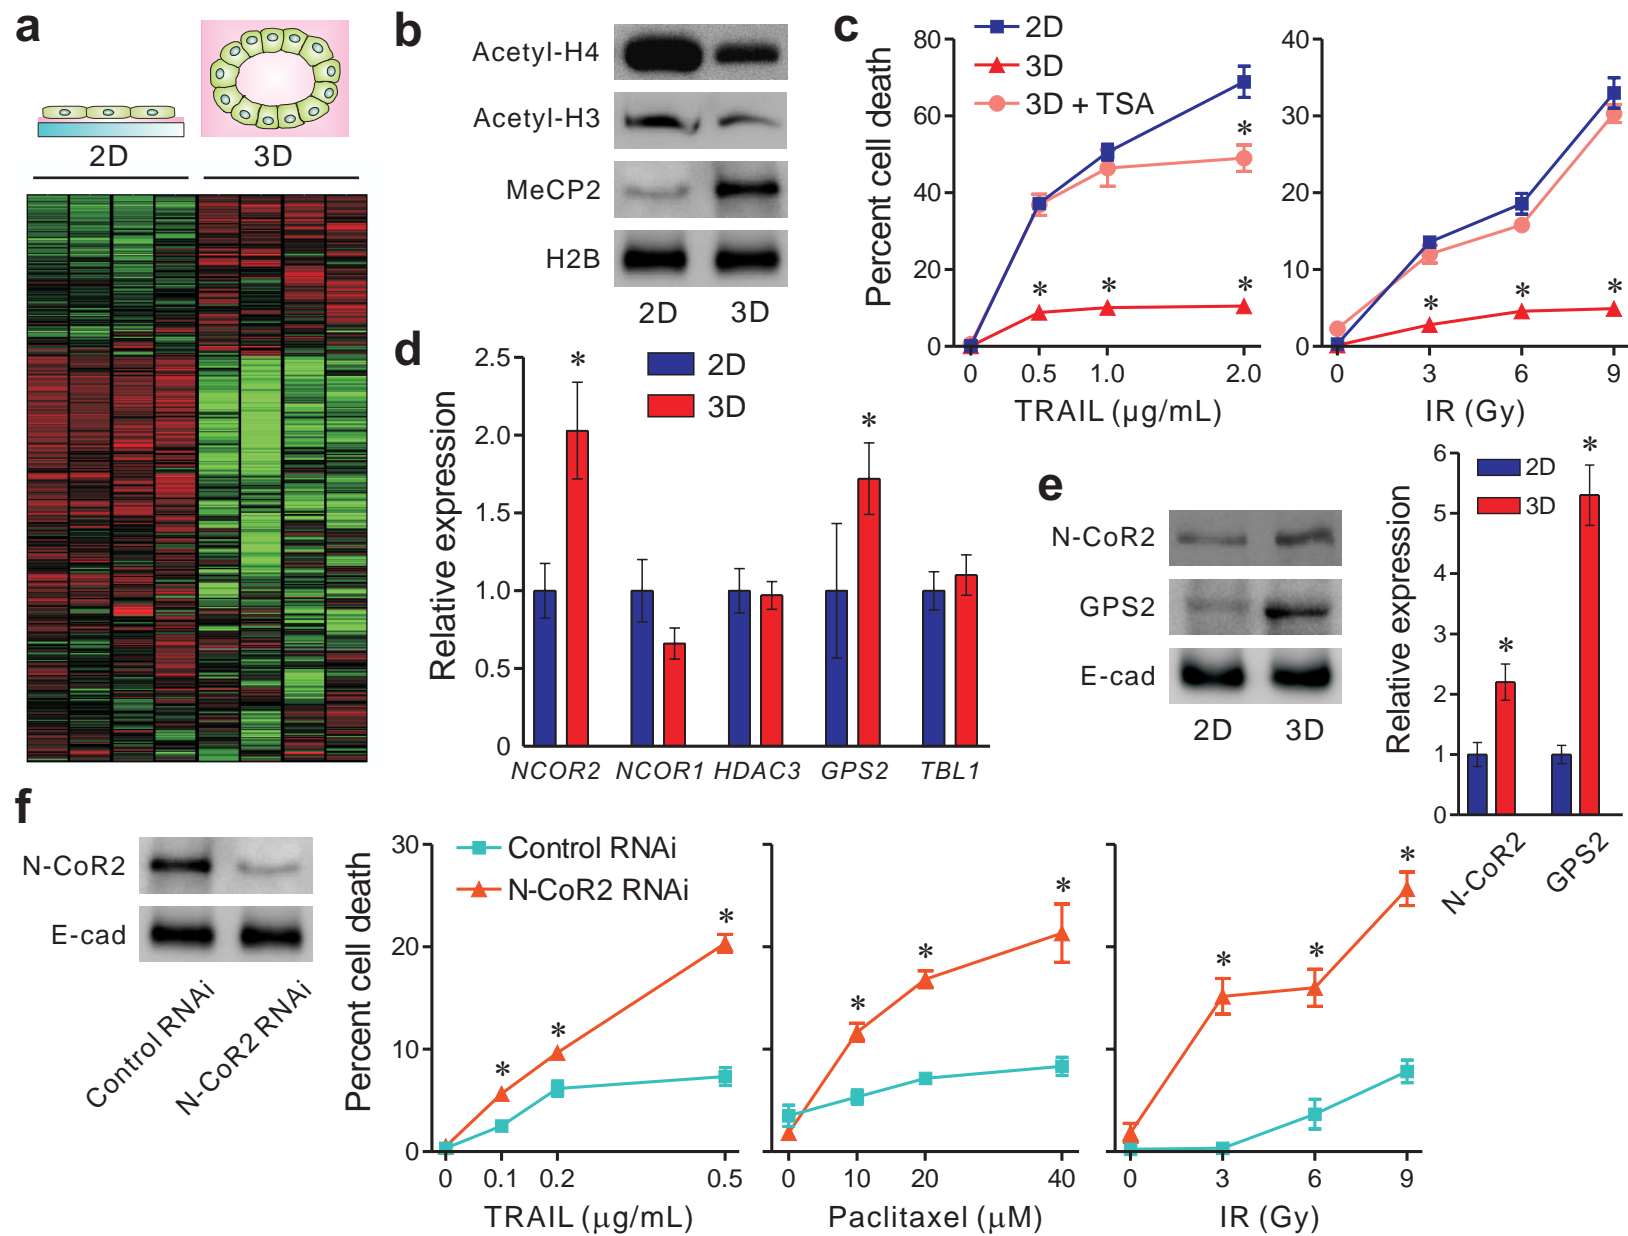 a
2D
3D
b
Acetyl-H4
Acetyl-H3
MeCP2
H2B
2D
3D
c
2D
3D
3D + TSA
Percent cell death
80
60
40
20
0
*
*
*
*
0
0.5
1.0
2.0
TRAIL (µg/mL)
40
30
20
10
0
*
*
*
0
3
6
9
IR (Gy)
d
2D
3D
Relative expression
2.5
2.0
1.5
1.0
0.5
0
*
*
NCOR2
NCOR1
HDAC3
GPS2
TBL1
e
N-CoR2
GPS2
E-cad
2D
3D
2D
3D
Relative expression
6
5
4
3
2
1
0
*
*
N-CoR2
GPS2
f
N-CoR2
E-cad
Control RNAi
N-CoR2 RNAi
Control RNAi
N-CoR2 RNAi
Percent cell death
30
20
10
0
*
*
*
0
0.1
0.2
0.5
TRAIL (µg/mL)
*
*
*
0
10
20
40
Paclitaxel (µM)
*
*
*
0
3
6
9
IR (Gy)